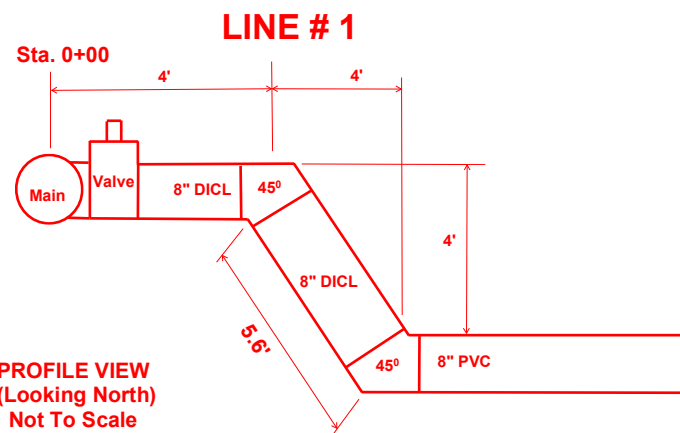 LINE # 1
Sta. 0+00
4'
4'
Main
Valve
8" DICL
45⁰
4'
8" DICL
5.6'
45⁰
8" PVC
PROFILE VIEW
(Looking North)
Not To Scale